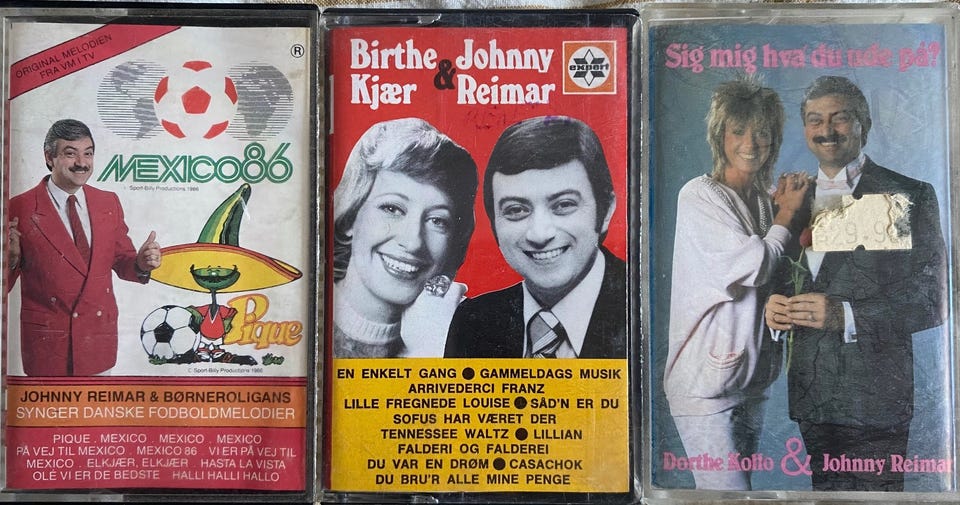 ORIGINAL MELODIEN
FRA VM I TV
®
MEXICO86
© Sport-Billy Productions 1986
Pique
© Sport-Billy Productions 1986
JOHNNY REIMAR & BØRNEROLIGANS
SYNGER DANSKE FODBOLDMELODIER
PIQUE . MEXICO . MEXICO . MEXICO
PÅ VEJ TIL MEXICO . MEXICO 86 . VI ER PÅ VEJ TIL
MEXICO . ELKJÆR, ELKJÆR . HASTA LA VISTA
OLÉ VI ER DE BEDSTE . HALLI HALLI HALLO
Birthe & Johnny
Kjær Reimar
expert
EN ENKELT GANG ● GAMMELDAGS MUSIK
ARRIVEDERCI FRANZ
LILLE FREGNEDE LOUISE ● SÅD'N ER DU
SOFUS HAR VÆRET DER
TENNESSEE WALTZ ● LILLIAN
FALDERI OG FALDEREI
DU VAR EN DRØM ● CASACHOK
DU BRU'R ALLE MINE PENGE
Sig mig hva du ude på?
Dorthe Kollo & Johnny Reimar